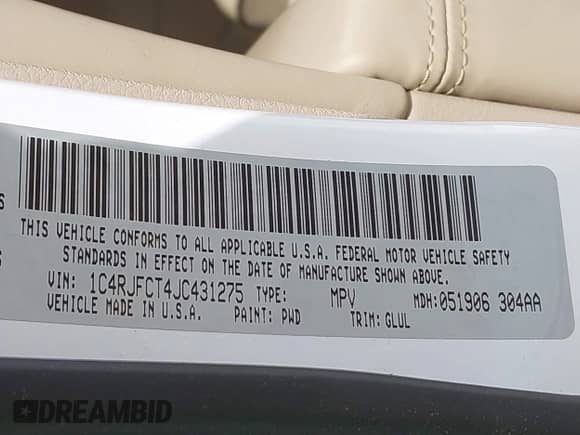 THIS VEHICLE CONFORMS TO ALL APPLICABLE U.S.A. FEDERAL MOTOR VEHICLE SAFETY
STANDARDS IN EFFECT ON THE DATE OF MANUFACTURE SHOWN ABOVE.
VIN: 1C4RJFCT4JC431275 TYPE: MPV MDH:051906 304AA
VEHICLE MADE IN U.S.A. PAINT: PWD TRIM: GLUL
DREAMBID